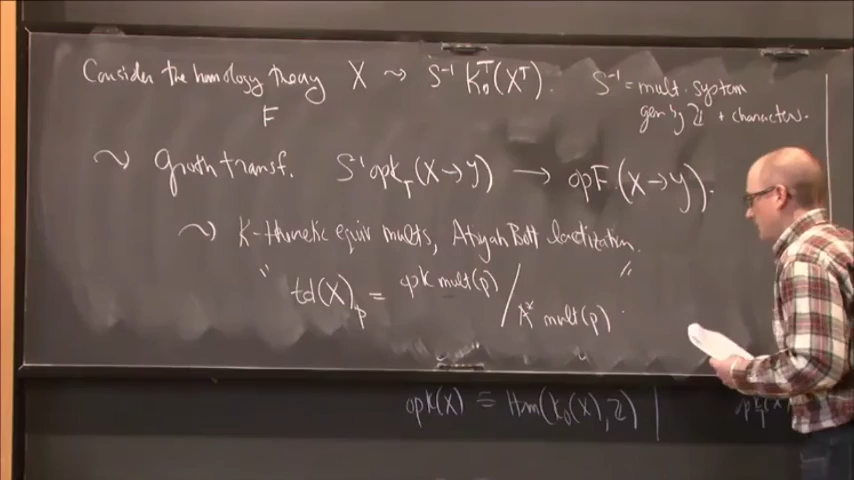 Consider the homology theory X ⤳ S⁻¹ K₀ᵀ(Xᵀ). S⁻¹ = mult. system
F gen by ℤ + characters.
⤳ Groth transf. S⁻¹ opK_T(X→Y) → opF.(X→Y).
⤳ K-theoretic equiv mults, Atiyah Bott localization.
" td(X)_p = opK mult(p) / A* mult(p) "
opK(X) = Hom(K₀(X), ℤ) |